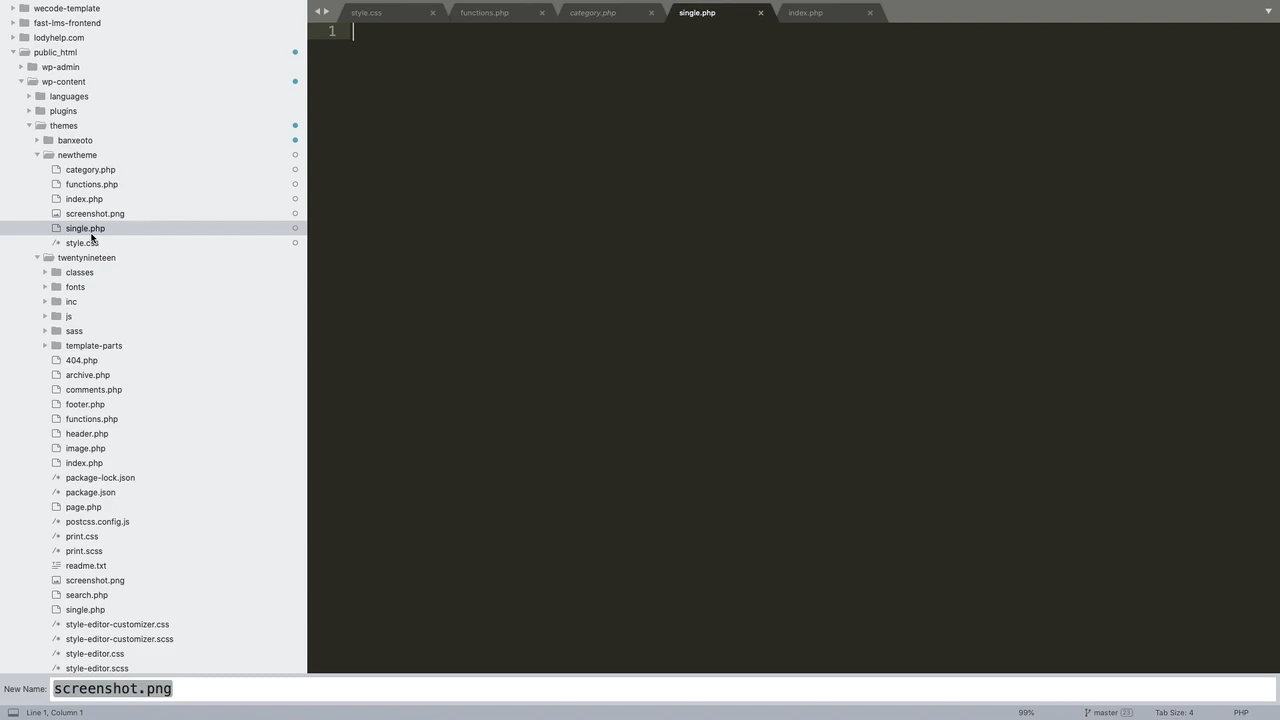 wecode-template
fast-lms-frontend
lodyhelp.com
public_html
wp-admin
wp-content
languages
plugins
themes
banxeoto
newtheme
category.php
functions.php
index.php
screenshot.png
single.php
style.css
twentynineteen
classes
fonts
inc
js
sass
template-parts
404.php
archive.php
comments.php
footer.php
functions.php
header.php
image.php
index.php
package-lock.json
package.json
page.php
postcss.config.js
print.css
print.scss
readme.txt
screenshot.png
search.php
single.php
style-editor-customizer.css
style-editor-customizer.scss
style-editor.css
style-editor.scss
style.css functions.php category.php single.php index.php
1
New Name: screenshot.png
Line 1, Column 1 99% master 23 Tab Size: 4 PHP